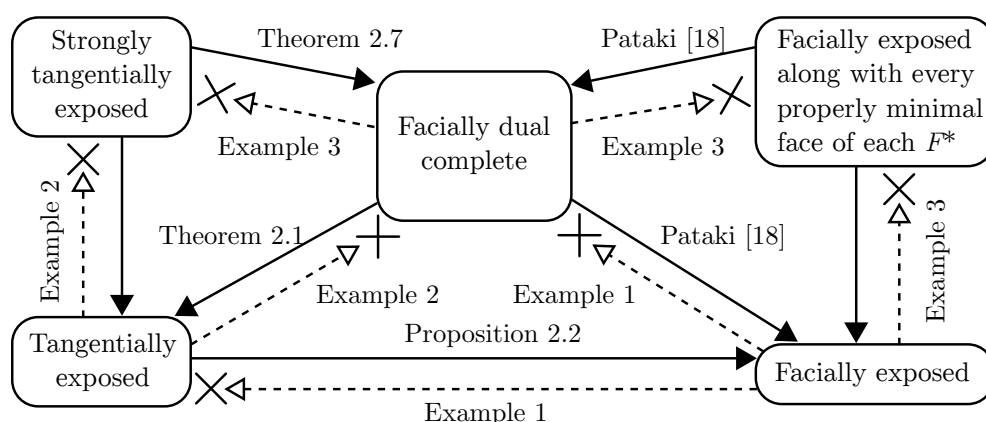 Strongly
tangentially
exposed
Theorem 2.7
Pataki [18]
Facially exposed
along with every
properly minimal
face of each F*
Facially dual
complete
Example 3
Example 3
Example 2
Theorem 2.1
Example 2
Example 1
Pataki [18]
Example 3
Tangentially
exposed
Proposition 2.2
Facially exposed
Example 1